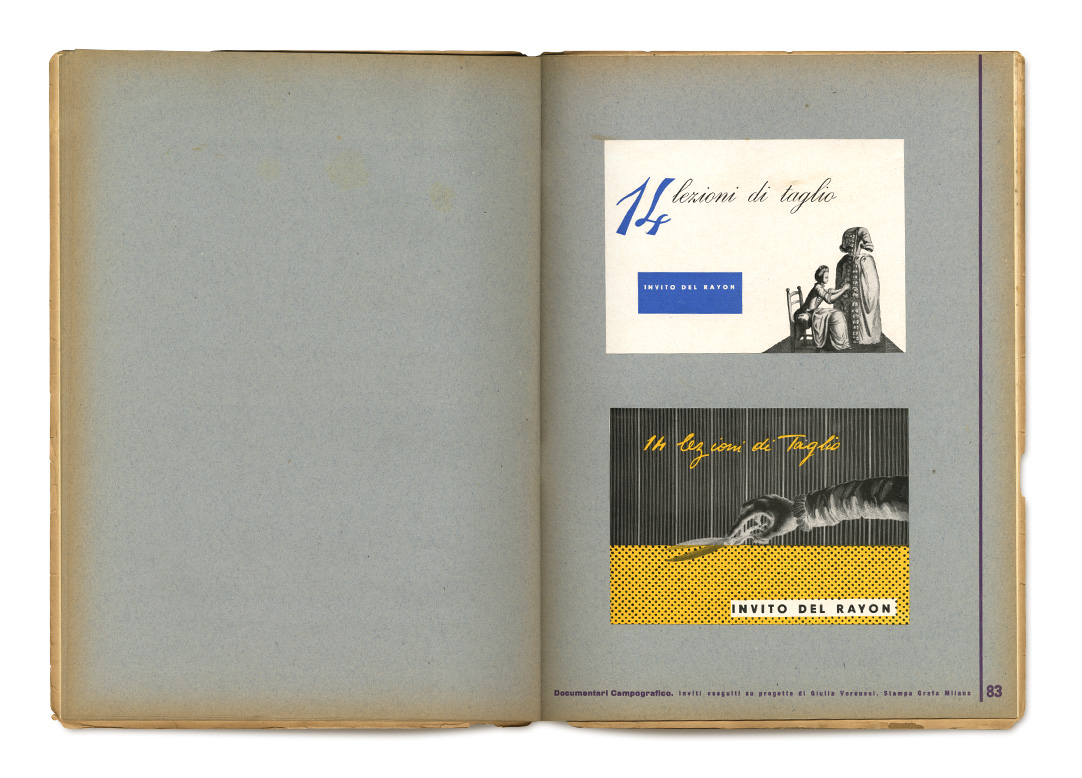 14 lezioni di taglio
INVITO DEL RAYON
14 lezioni di Taglio
INVITO DEL RAYON
Documentari Campografico. Inviti eseguiti su progetto di Giulia Veronesi. Stampa Grafa Milano
83